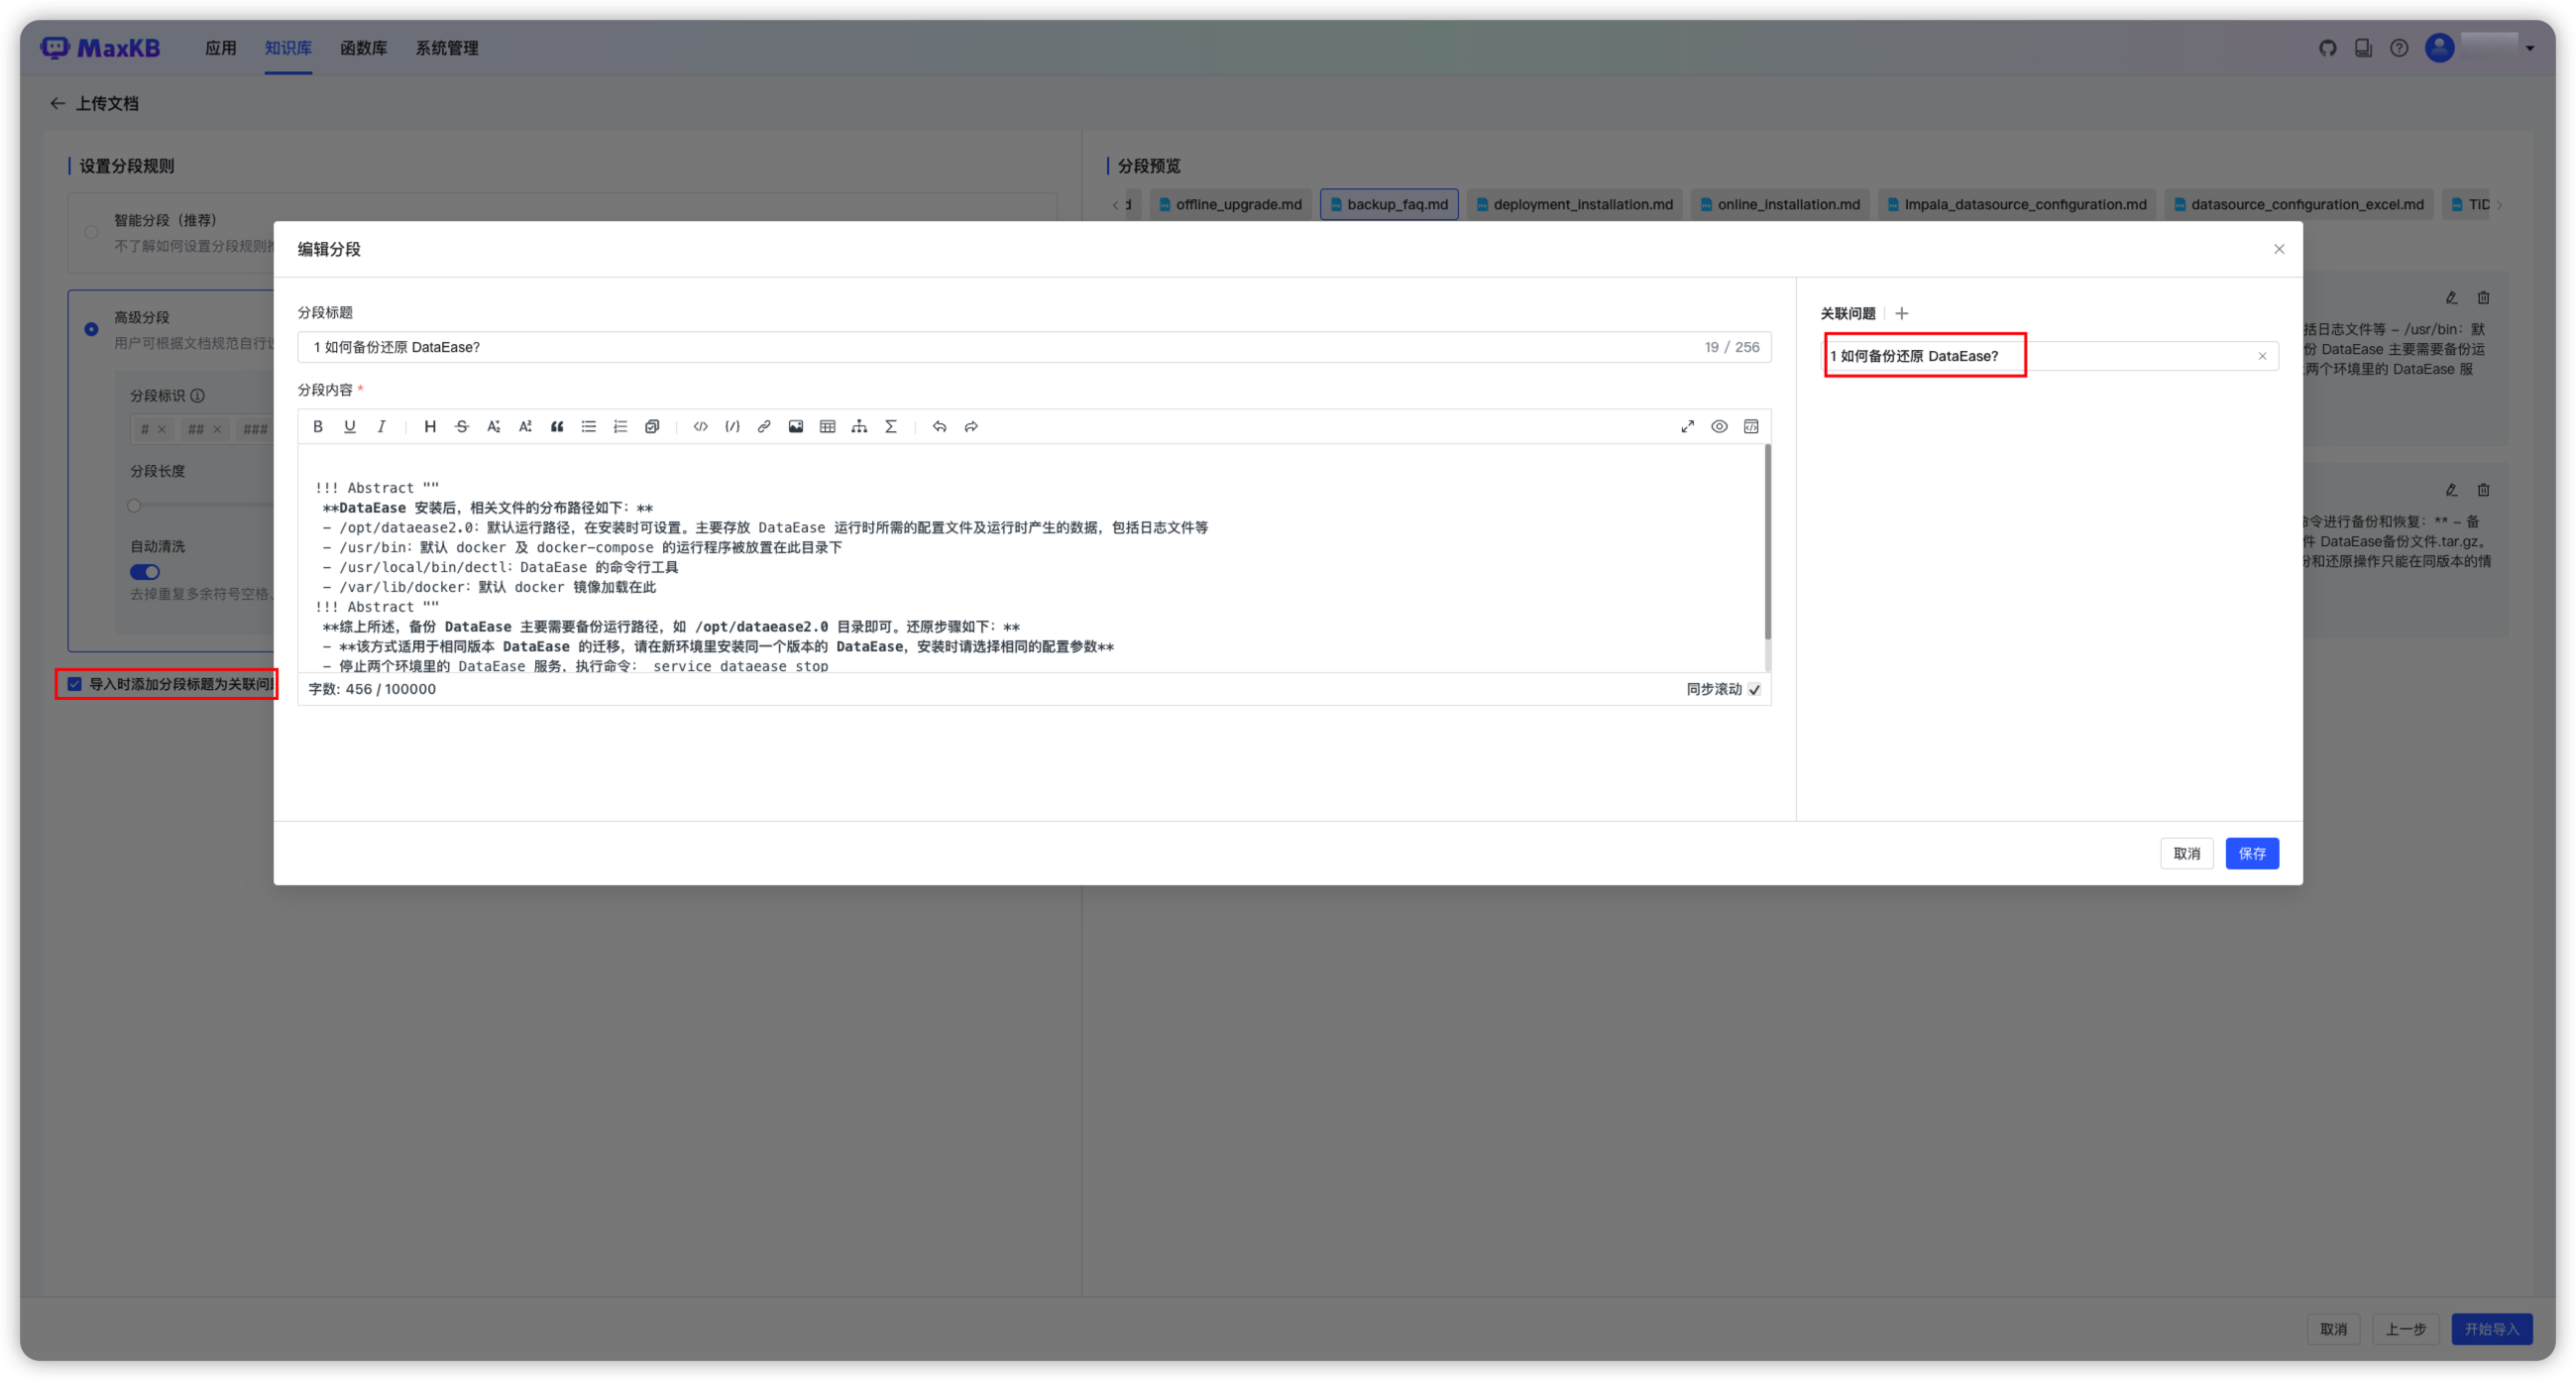 MaxKB 应用 知识库 函数库 系统管理
上传文档
设置分段规则
智能分段（推荐）
不了解如何设置分段规则
高级分段
用户可根据文档规范自行
分段标识
# × ## × ###
分段长度
自动清洗
去掉重复多余符号空格、
导入时添加分段标题为关联问
分段预览
offline_upgrade.md backup_faq.md deployment_installation.md online_installation.md Impala_datasource_configuration.md datasource_configuration_excel.md TiD
编辑分段
分段标题
1 如何备份还原 DataEase?
19 / 256
分段内容 *
!!! Abstract ""
**DataEase 安装后，相关文件的分布路径如下：**
- /opt/dataease2.0：默认运行路径，在安装时可设置。主要存放 DataEase 运行时所需的配置文件及运行时产生的数据，包括日志文件等
- /usr/bin：默认 docker 及 docker-compose 的运行程序被放置在此目录下
- /usr/local/bin/dectl：DataEase 的命令行工具
- /var/lib/docker：默认 docker 镜像加载在此
!!! Abstract ""
**综上所述，备份 DataEase 主要需要备份运行路径，如 /opt/dataease2.0 目录即可。还原步骤如下：**
- **该方式适用于相同版本 DataEase 的迁移，请在新环境里安装同一个版本的 DataEase，安装时请选择相同的配置参数**
- 停止两个环境里的 DataEase 服务，执行命令： service dataease stop
字数: 456 / 100000
同步滚动
关联问题
1 如何备份还原 DataEase?
取消 保存
括日志文件等 - /usr/bin：默
份 DataEase 主要需要备份运
两个环境里的 DataEase 服
命令进行备份和恢复：** - 备
件 DataEase备份文件.tar.gz。
份和还原操作只能在同版本的情
取消 上一步 开始导入